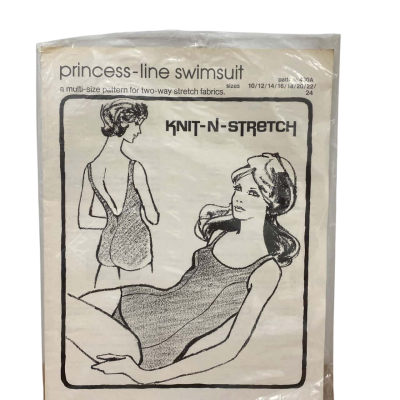 princess-line swimsuit
a multi-size pattern for two-way stretch fabrics. sizes 10/12/14/16/18/20/22/
24
KNIT-N-STRETCH